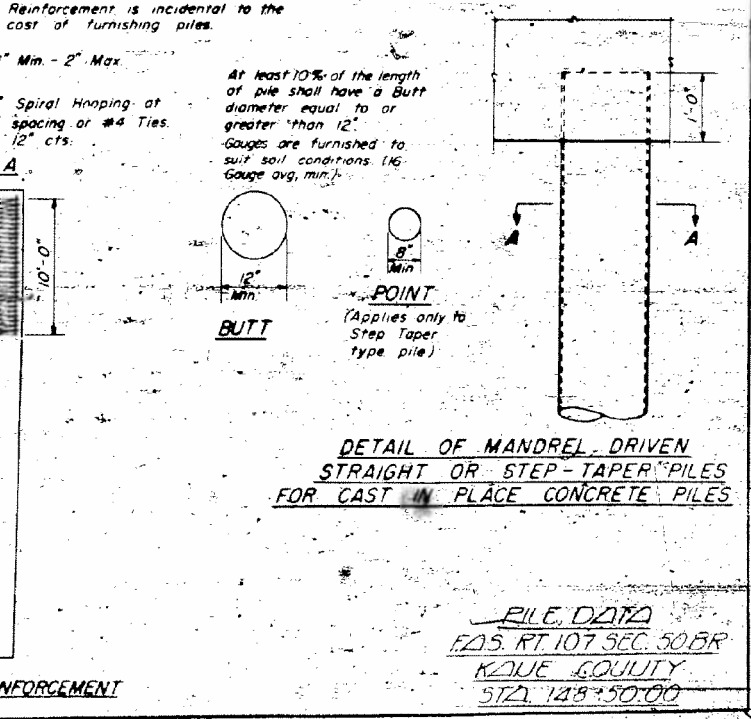 Reinforcement is incidental to the
cost of furnishing piles.
" Min. - 2" Max.
" Spiral Hooping at
spacing or #4 Ties
12" cts.
A
10'-0"
At least 10% of the length
of pile shall have a Butt
diameter equal to or
greater than 12".
Gauges are furnished to
suit soil conditions (16
Gauge avg, min.)
12"
Min.
BUTT
8"
Min
POINT
(Applies only to
Step Taper
type pile)
1'-0"
A
A
DETAIL OF MANDREL DRIVEN
STRAIGHT OR STEP-TAPER PILES
FOR CAST IN PLACE CONCRETE PILES
NFORCEMENT
PILE DATA
F.A.S. RT. 107 SEC. 50BR
KANE COUNTY
STA. 148+50.00